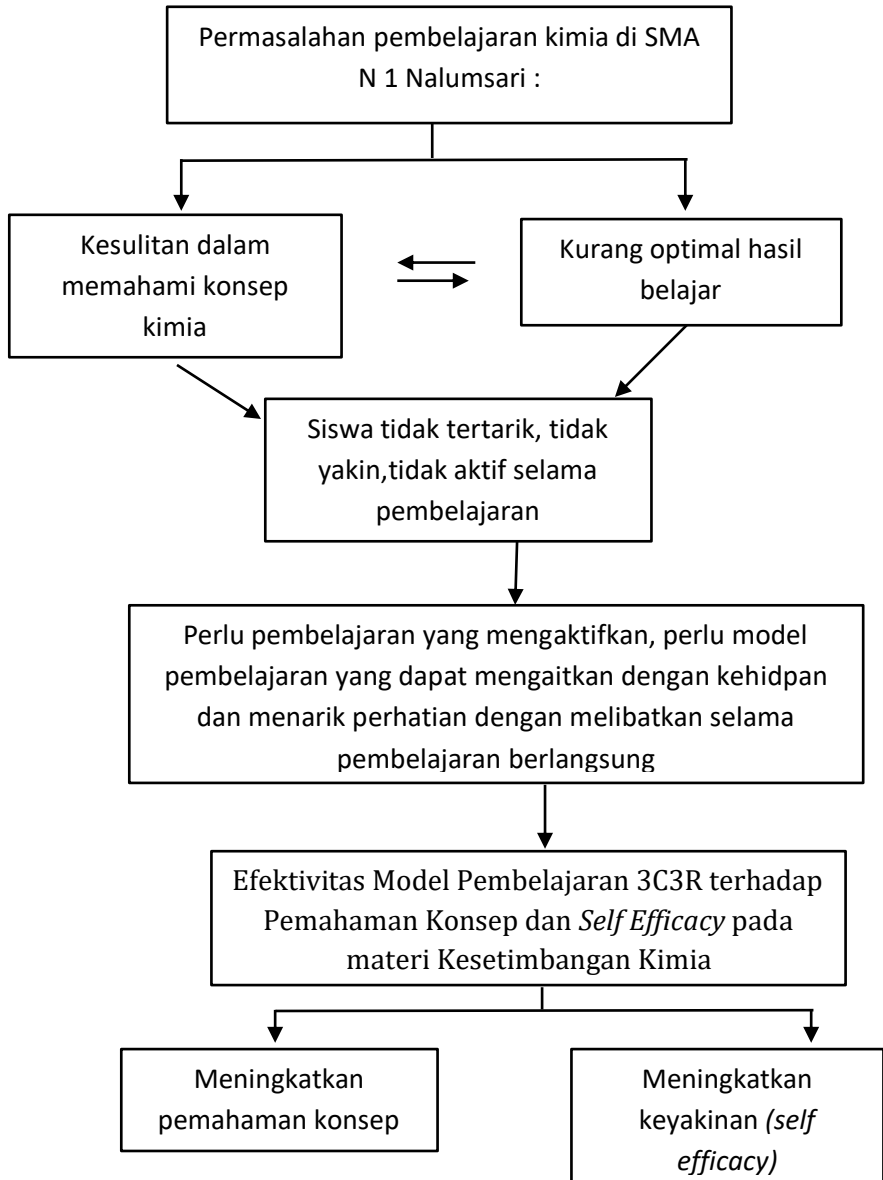 Permasalahan pembelajaran kimia di SMA
N 1 Nalumsari :
Kesulitan dalam
memahami konsep
kimia
Kurang optimal hasil
belajar
Siswa tidak tertarik, tidak
yakin,tidak aktif selama
pembelajaran
Perlu pembelajaran yang mengaktifkan, perlu model
pembelajaran yang dapat mengaitkan dengan kehidpan
dan menarik perhatian dengan melibatkan selama
pembelajaran berlangsung
Efektivitas Model Pembelajaran 3C3R terhadap
Pemahaman Konsep dan Self Efficacy pada
materi Kesetimbangan Kimia
Meningkatkan
pemahaman konsep
Meningkatkan
keyakinan (self
efficacy)